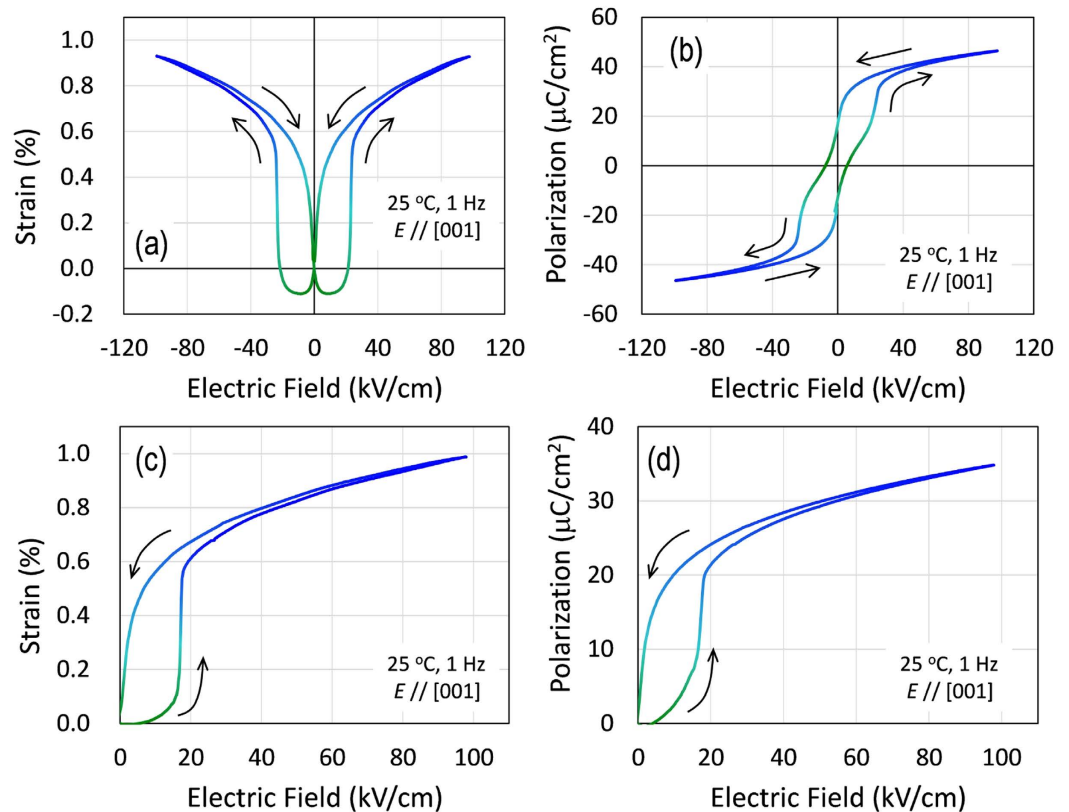 1.0
0.8
0.6
0.4
0.2
0.0
-0.2
Strain (%)
(a)
25 °C, 1 Hz
E // [001]
-120 -80 -40 0 40 80 120
Electric Field (kV/cm)
60
40
20
0
-20
-40
-60
Polarization (μC/cm²)
(b)
25 °C, 1 Hz
E // [001]
-120 -80 -40 0 40 80 120
Electric Field (kV/cm)
1.0
0.8
0.6
0.4
0.2
0.0
Strain (%)
(c)
25 °C, 1 Hz
E // [001]
0 20 40 60 80 100
Electric Field (kV/cm)
40
30
20
10
0
Polarization (μC/cm²)
(d)
25 °C, 1 Hz
E // [001]
0 20 40 60 80 100
Electric Field (kV/cm)